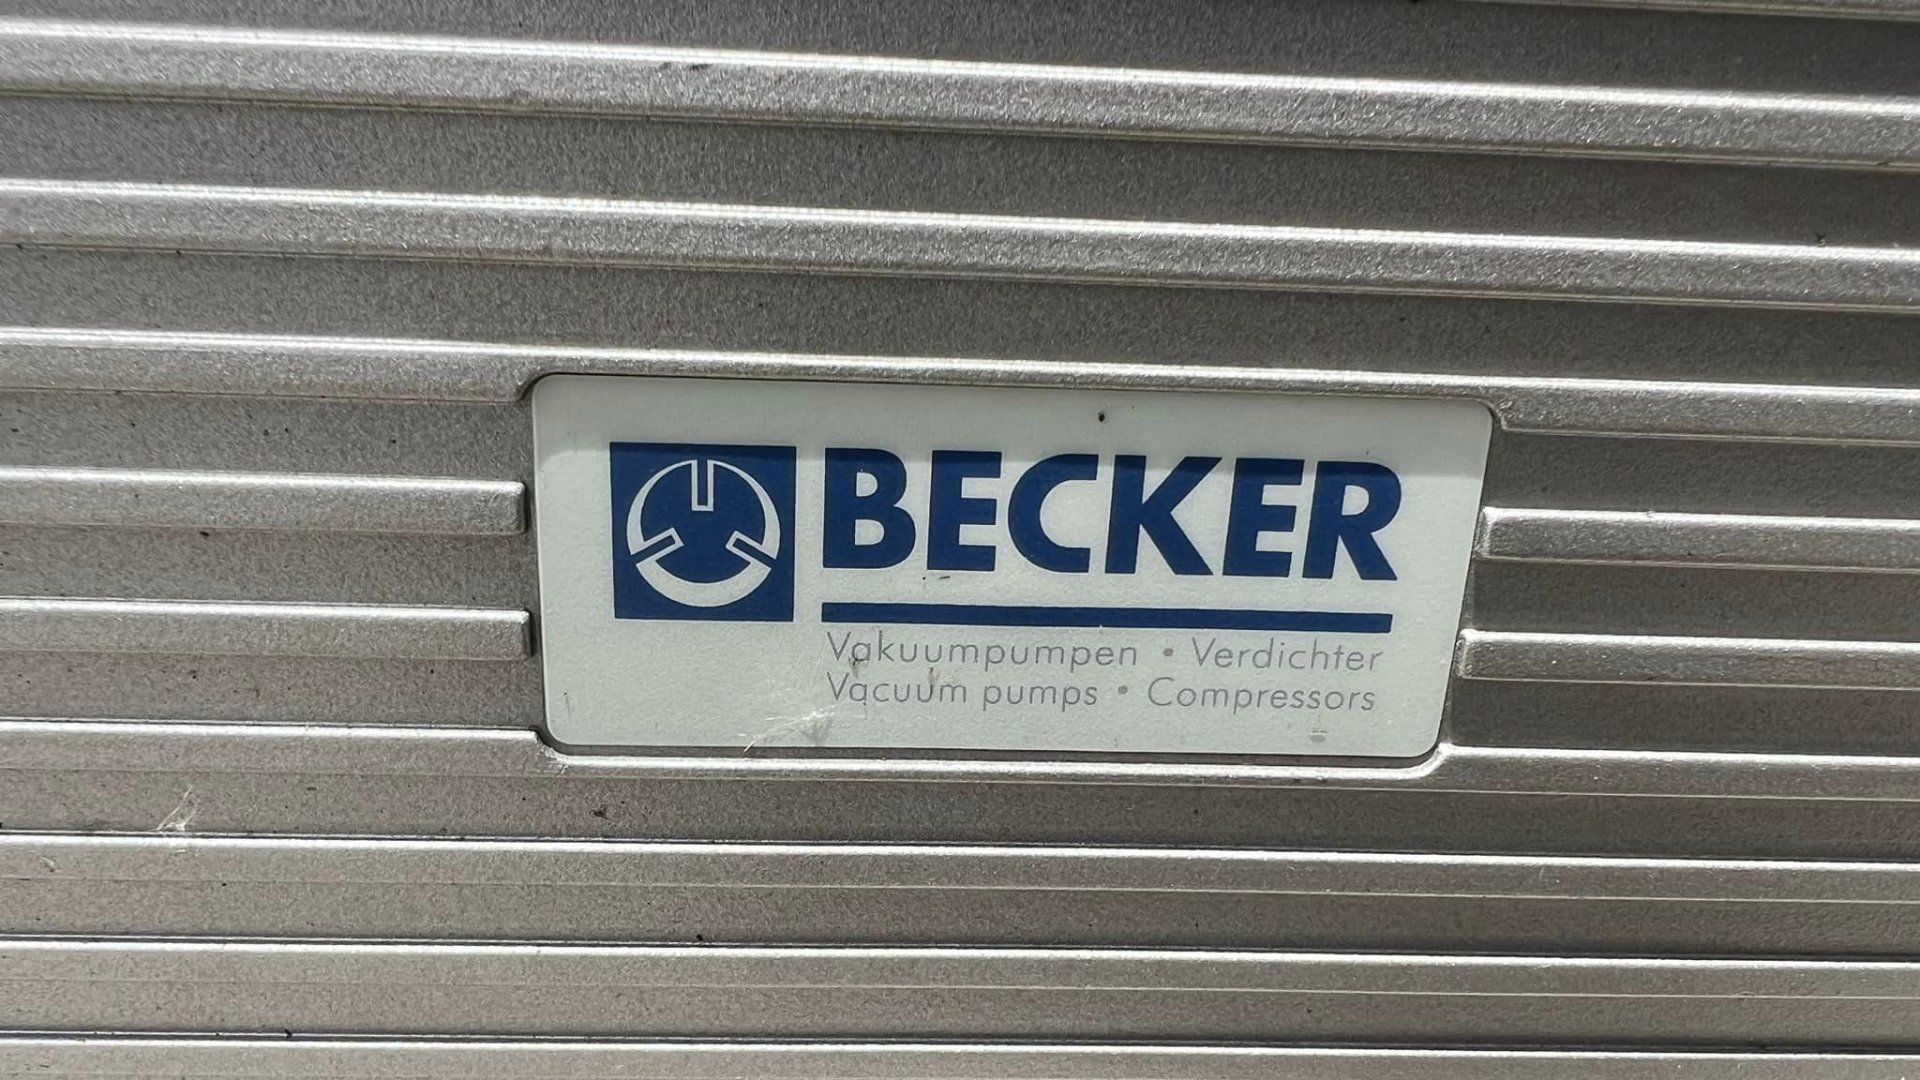 BECKER
Vakuumpumpen • Verdichter
Vacuum pumps • Compressors